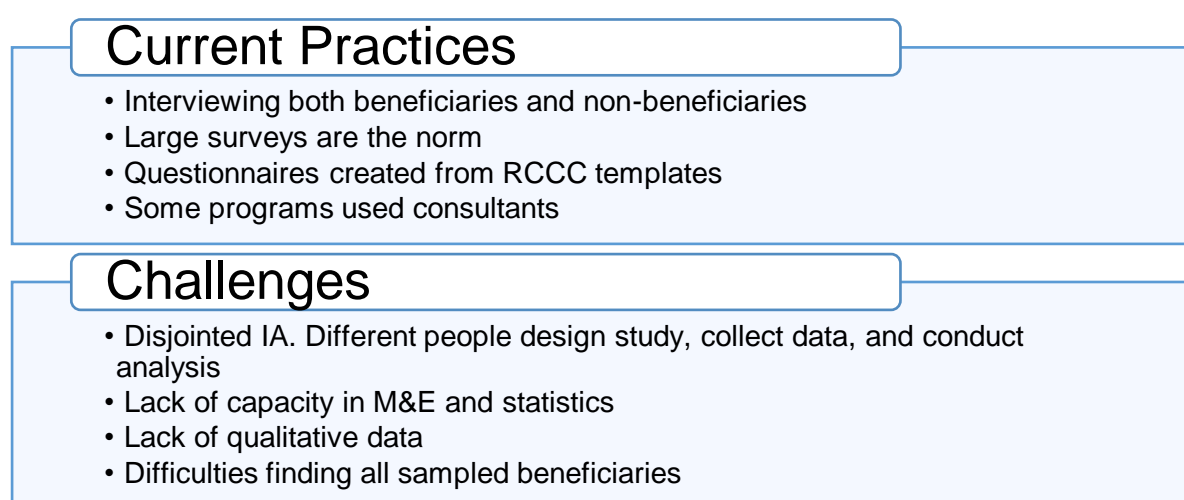 Current Practices
• Interviewing both beneficiaries and non-beneficiaries
• Large surveys are the norm
• Questionnaires created from RCCC templates
• Some programs used consultants
Challenges
• Disjointed IA. Different people design study, collect data, and conduct
analysis
• Lack of capacity in M&E and statistics
• Lack of qualitative data
• Difficulties finding all sampled beneficiaries